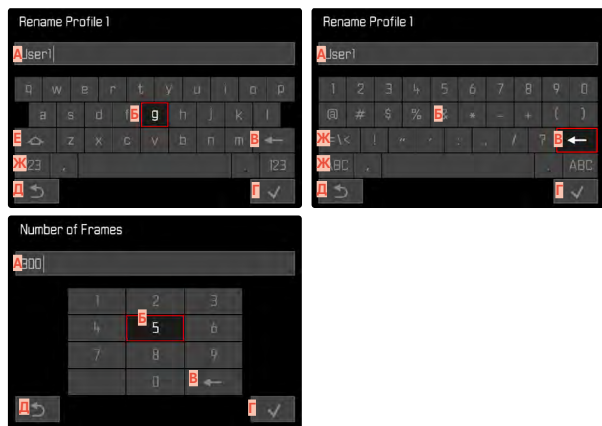 Rename Profile 1
А User1
q w e r t y u i o p
a s d f Б g h j k l
Е z x c v b n m В ←
Ж 123 , . 123
Д Г ✓
Rename Profile 1
А User1
1 2 3 4 5 6 7 8 9 0
@ # $ % Б & * - + ( )
Ж =\< ! " ' : ; / ? В ←
Ж ABC , . ABC
Д Г ✓
Number of Frames
А 300
1 2 3
4 Б 5 6
7 8 9
0 В ←
Д Г ✓